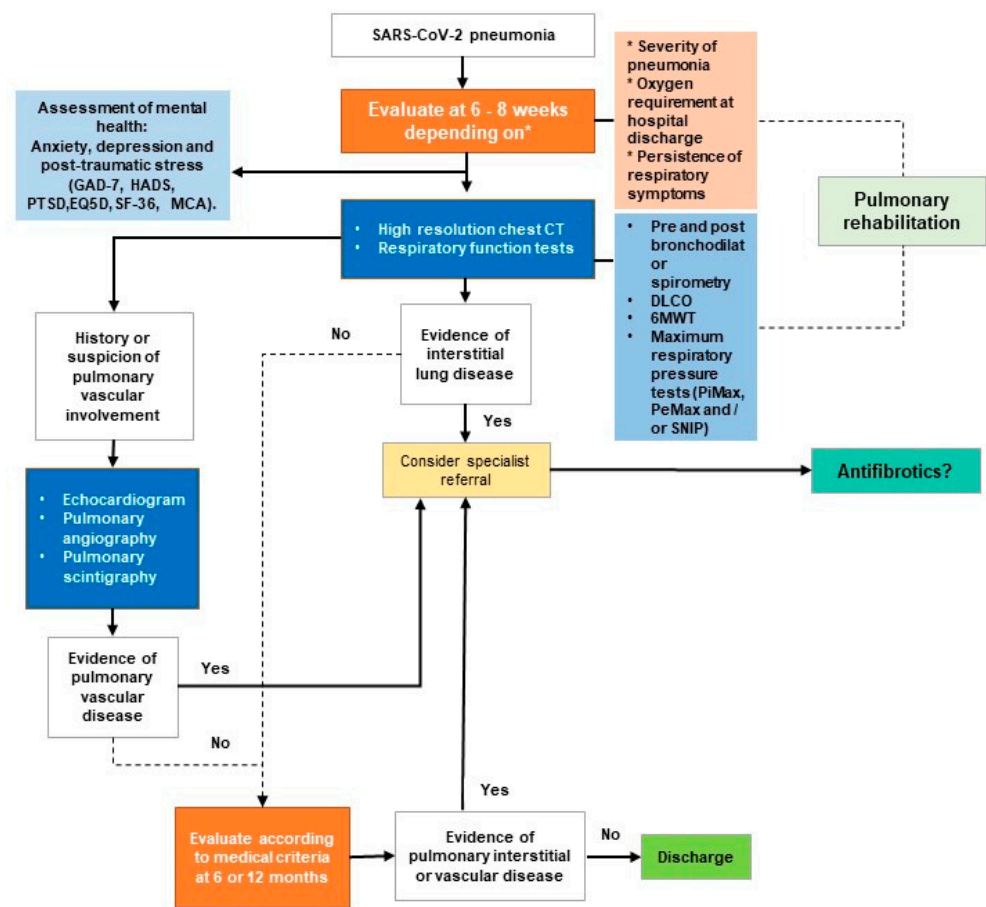 SARS-CoV-2 pneumonia
Evaluate at 6 - 8 weeks
depending on*
* Severity of
pneumonia
* Oxygen
requirement at
hospital
discharge
* Persistence of
respiratory
symptoms
Assessment of mental
health:
Anxiety, depression and
post-traumatic stress
(GAD-7, HADS,
PTSD,EQ5D, SF-36, MCA).
Pulmonary
rehabilitation
• High resolution chest CT
• Respiratory function tests
• Pre and post
bronchodilat
or
spirometry
• DLCO
• 6MWT
• Maximum
respiratory
pressure
tests (PiMax,
PeMax and /
or SNIP)
History or
suspicion of
pulmonary
vascular
involvement
No
Evidence of
interstitial
lung disease
Yes
Consider specialist
referral
Antifibrotics?
• Echocardiogram
• Pulmonary
angiography
• Pulmonary
scintigraphy
Evidence of
pulmonary
vascular
disease
Yes
No
Yes
Evaluate according
to medical criteria
at 6 or 12 months
Evidence of
pulmonary interstitial
or vascular disease
No
Discharge